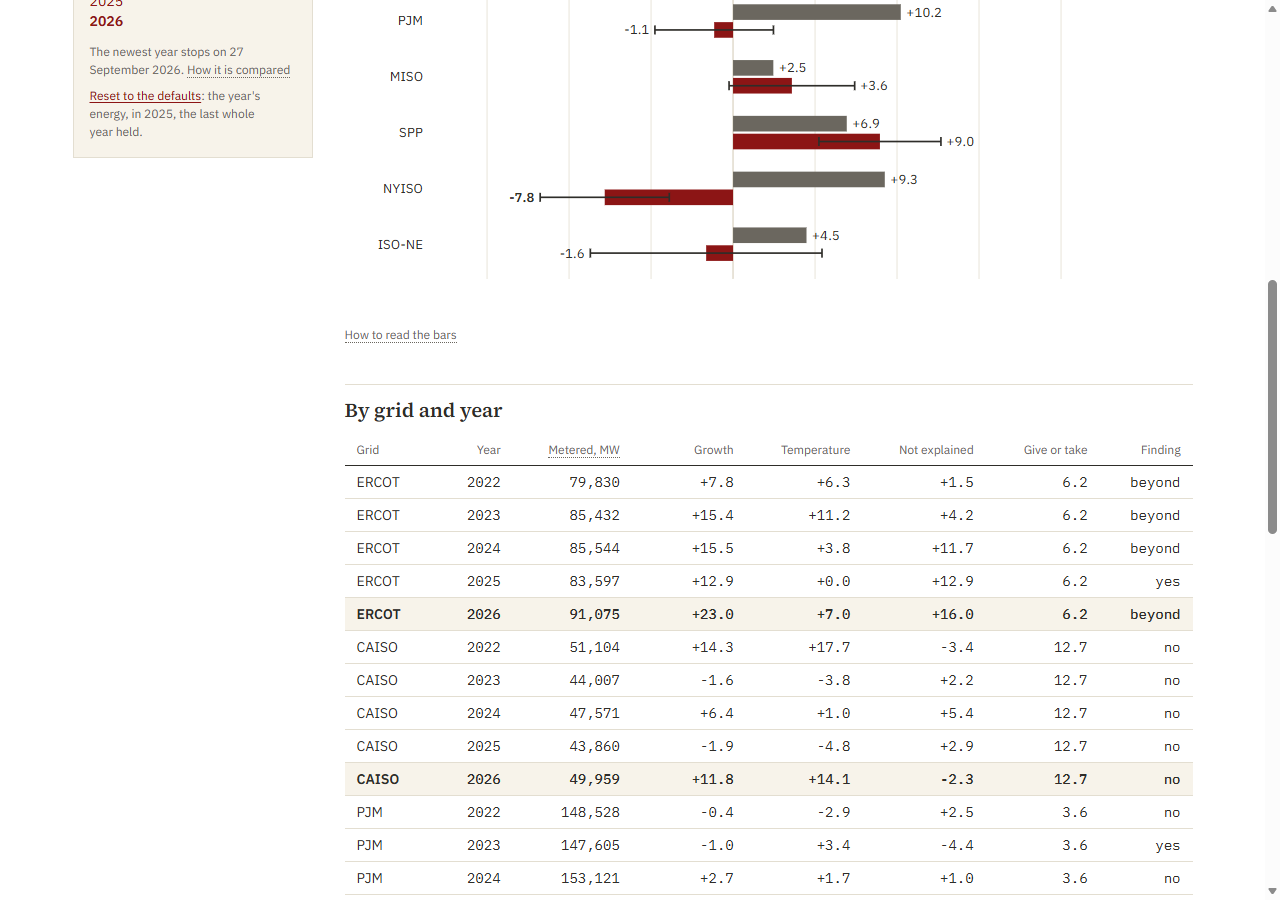 2025
2026
The newest year stops on 27
September 2026. How it is compared
Reset to the defaults: the year's
energy, in 2025, the last whole
year held.
PJM
+10.2
-1.1
MISO
+2.5
+3.6
SPP
+6.9
+9.0
NYISO
+9.3
-7.8
ISO-NE
+4.5
-1.6
How to read the bars
By grid and year
Grid Year Metered, MW Growth Temperature Not explained Give or take Finding
ERCOT 2022 79,830 +7.8 +6.3 +1.5 6.2 beyond
ERCOT 2023 85,432 +15.4 +11.2 +4.2 6.2 beyond
ERCOT 2024 85,544 +15.5 +3.8 +11.7 6.2 beyond
ERCOT 2025 83,597 +12.9 +0.0 +12.9 6.2 yes
ERCOT 2026 91,075 +23.0 +7.0 +16.0 6.2 beyond
CAISO 2022 51,104 +14.3 +17.7 -3.4 12.7 no
CAISO 2023 44,007 -1.6 -3.8 +2.2 12.7 no
CAISO 2024 47,571 +6.4 +1.0 +5.4 12.7 no
CAISO 2025 43,860 -1.9 -4.8 +2.9 12.7 no
CAISO 2026 49,959 +11.8 +14.1 -2.3 12.7 no
PJM 2022 148,528 -0.4 -2.9 +2.5 3.6 no
PJM 2023 147,605 -1.0 +3.4 -4.4 3.6 yes
PJM 2024 153,121 +2.7 +1.7 +1.0 3.6 no